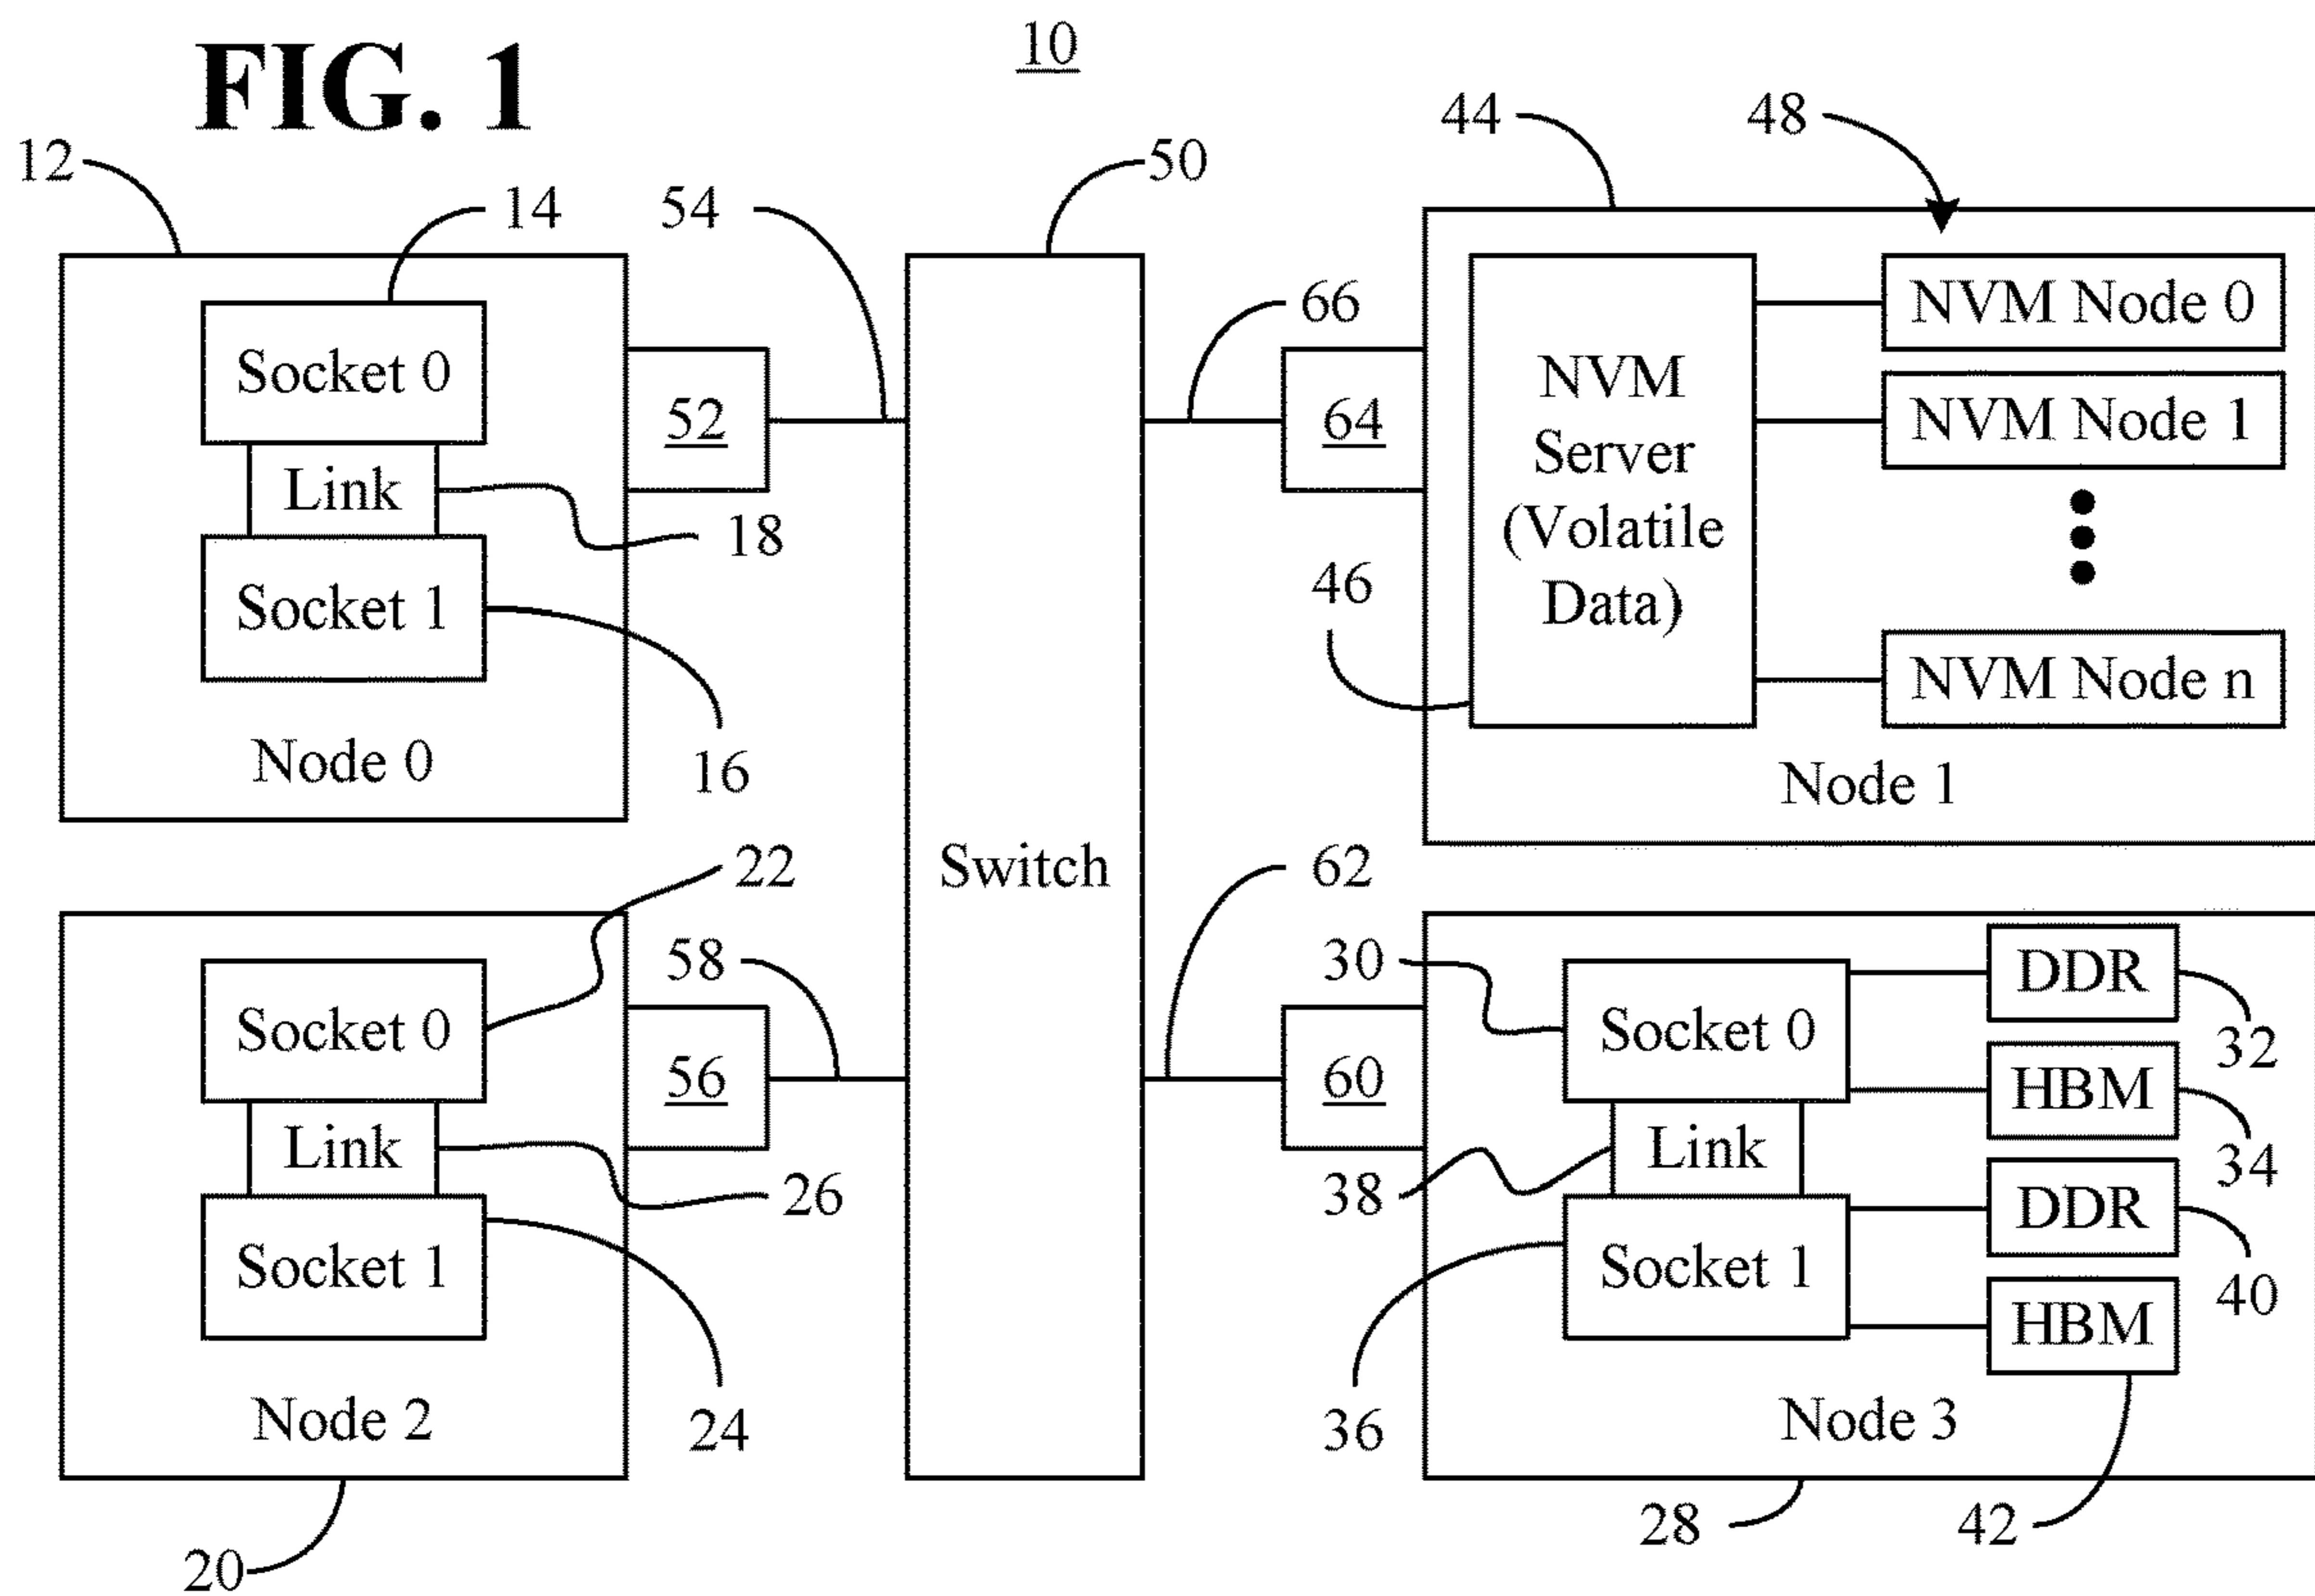 FIG. 1
10
12
14
54
50
44
48
Socket 0
Link
Socket 1
Node 0
18
16
52
66
64
46
NVM
Server
(Volatile
Data)
NVM Node 0
NVM Node 1
NVM Node n
Node 1
Switch
22
58
62
Socket 0
Link
Socket 1
Node 2
56
26
24
20
60
30
38
36
Socket 0
Link
Socket 1
DDR
HBM
DDR
HBM
32
34
40
42
Node 3
28